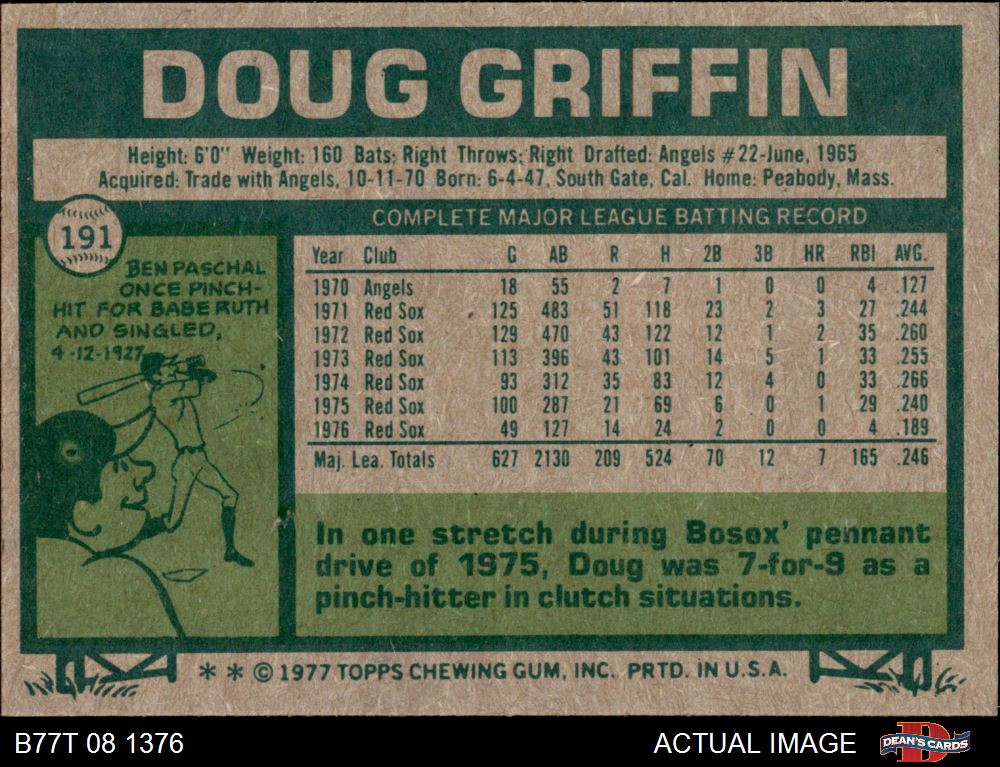 DOUG GRIFFIN
Height: 6'0" Weight: 160 Bats: Right Throws: Right Drafted: Angels #22-June, 1965
Acquired: Trade with Angels, 10-11-70 Born: 6-4-47, South Gate, Cal. Home: Peabody, Mass.
191
BEN PASCHAL
ONCE PINCH-
HIT FOR BABE RUTH
AND SINGLED,
4-12-1927
COMPLETE MAJOR LEAGUE BATTING RECORD
Year Club G AB R H 2B 3B HR RBI AVG.
1970 Angels 18 55 2 7 1 0 0 4 .127
1971 Red Sox 125 483 51 118 23 2 3 27 .244
1972 Red Sox 129 470 43 122 12 1 2 35 .260
1973 Red Sox 113 396 43 101 14 5 1 33 .255
1974 Red Sox 93 312 35 83 12 4 0 33 .266
1975 Red Sox 100 287 21 69 6 0 1 29 .240
1976 Red Sox 49 127 14 24 2 0 0 4 .189
Maj. Lea. Totals 627 2130 209 524 70 12 7 165 .246
In one stretch during Bosox' pennant
drive of 1975, Doug was 7-for-9 as a
pinch-hitter in clutch situations.
* * © 1977 TOPPS CHEWING GUM, INC. PRTD. IN U.S.A.
B77T 08 1376
ACTUAL IMAGE
D
DEAN'S CARDS